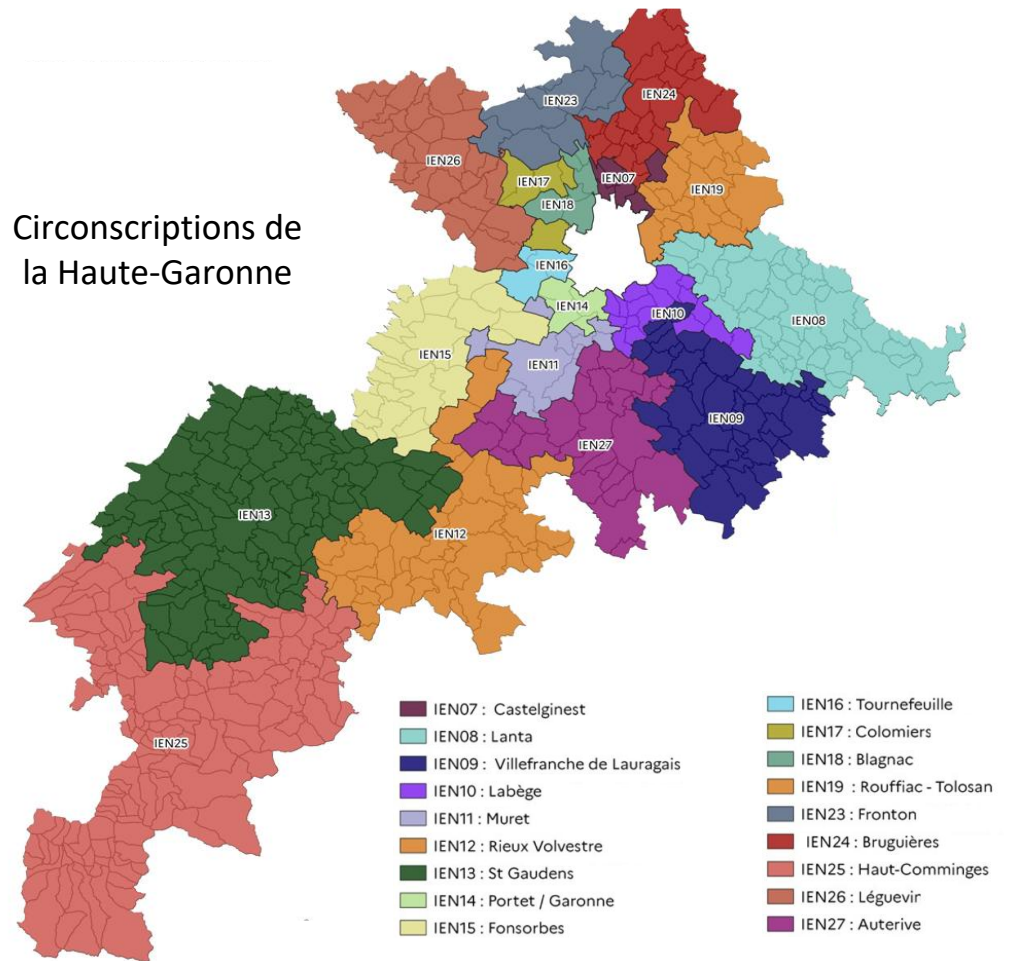 Circonscriptions de
la Haute-Garonne
IEN23
IEN24
IEN26
IEN17
IEN07
IEN19
IEN18
IEN16
IEN14
IEN10
IEN08
IEN15
IEN11
IEN09
IEN27
IEN13
IEN12
IEN25
IEN07 : Castelginest
IEN08 : Lanta
IEN09 : Villefranche de Lauragais
IEN10 : Labège
IEN11 : Muret
IEN12 : Rieux Volvestre
IEN13 : St Gaudens
IEN14 : Portet / Garonne
IEN15 : Fonsorbes
IEN16 : Tournefeuille
IEN17 : Colomiers
IEN18 : Blagnac
IEN19 : Rouffiac - Tolosan
IEN23 : Fronton
IEN24 : Bruguières
IEN25 : Haut-Comminges
IEN26 : Léguevin
IEN27 : Auterive